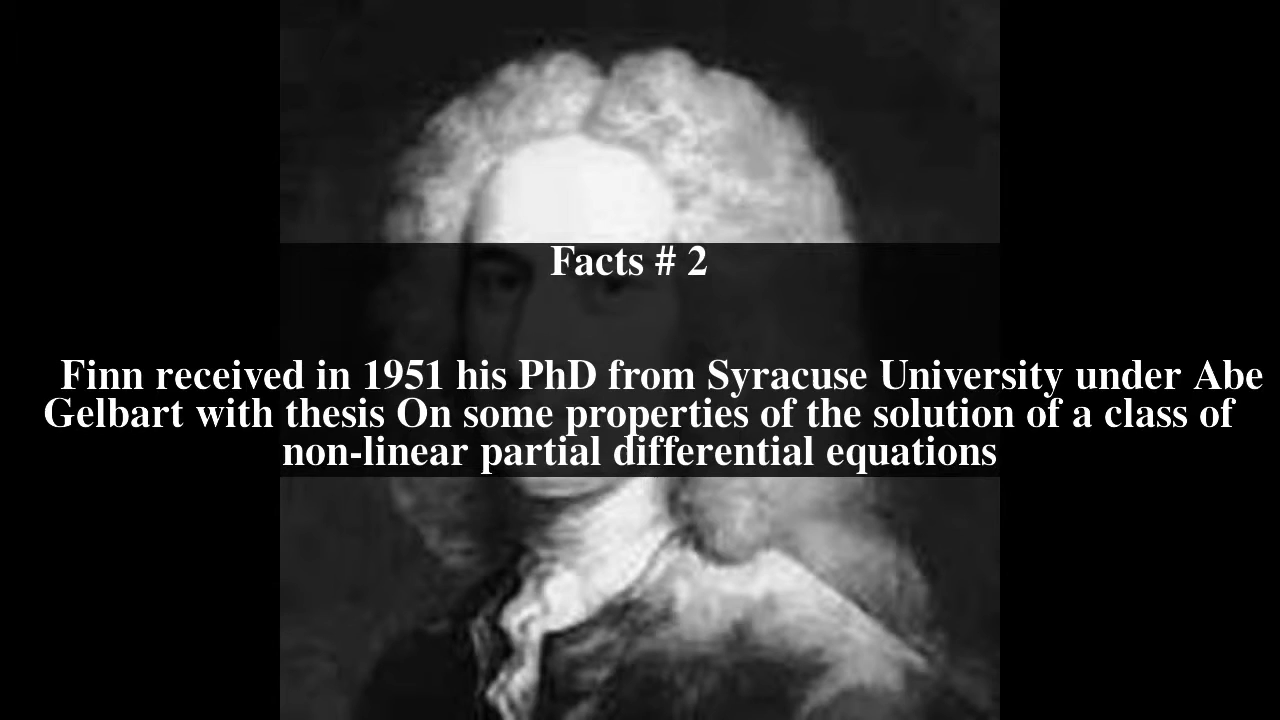 Facts # 2
Finn received in 1951 his PhD from Syracuse University under Abe
Gelbart with thesis On some properties of the solution of a class of
non-linear partial differential equations